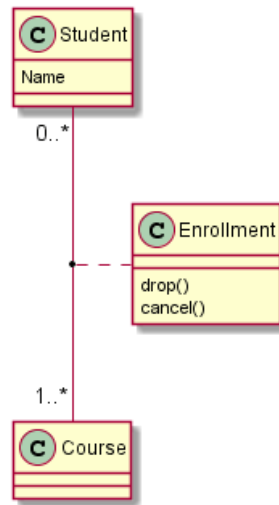 C Student
Name
0..*
C Enrollment
drop()
cancel()
1..*
C Course